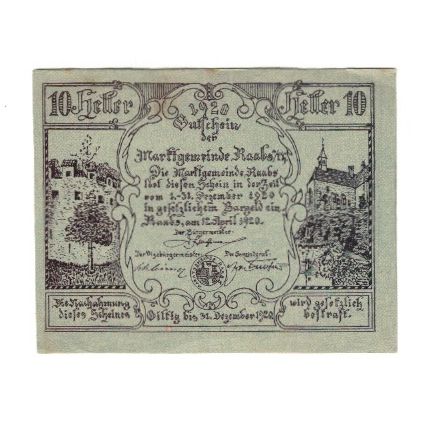 10 Heller
1920
Heller 10
Gutschein
der
Marktgemeinde Raabs
Die Marktgemeinde Raabs
löst diesen Schein in der Zeit
vom 1.-31. Dezember 1920
in gesetzlichem Bargeld ein.
Raabs, am 12. April 1920.
Der Bürgermeister
Der Vizebürgermeister
Der Gemeinderat
Die Nachahmung
dieses Scheines
wird gesetzlich
bestraft.
Giltig bis 31. Dezember 1920.